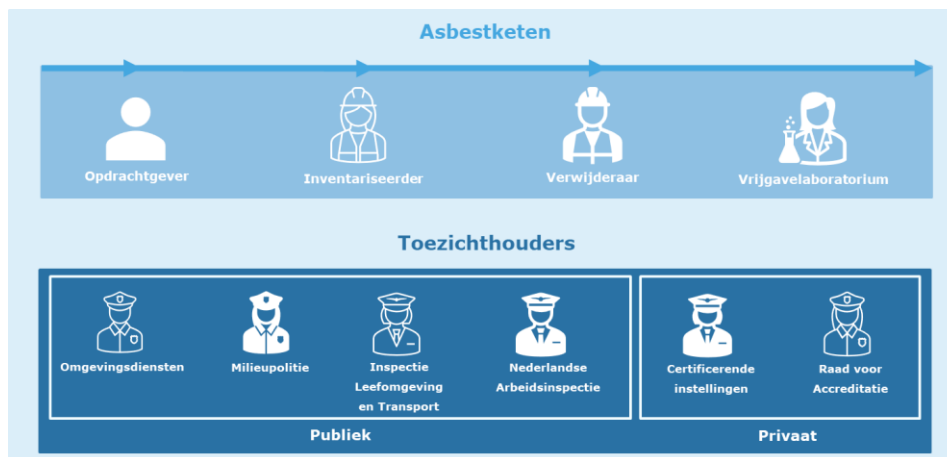 Asbestketen
Opdrachtgever
Inventariseerder
Verwijderaar
Vrijgavelaboratorium
Toezichthouders
Omgevingsdiensten
Milieupolitie
Inspectie
Leefomgeving
en Transport
Nederlandse
Arbeidsinspectie
Certificerende
instellingen
Raad voor
Accreditatie
Publiek
Privaat